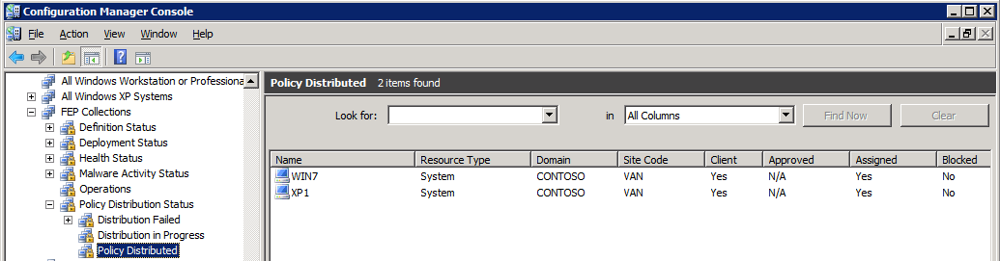 Configuration Manager Console
File Action View Window Help
All Windows Workstation or Professiona
All Windows XP Systems
FEP Collections
Definition Status
Deployment Status
Health Status
Malware Activity Status
Operations
Policy Distribution Status
Distribution Failed
Distribution in Progress
Policy Distributed
Policy Distributed 2 items found
Look for: in All Columns Find Now Clear
Name Resource Type Domain Site Code Client Approved Assigned Blocked
WIN7 System CONTOSO VAN Yes N/A Yes No
XP1 System CONTOSO VAN Yes N/A Yes No